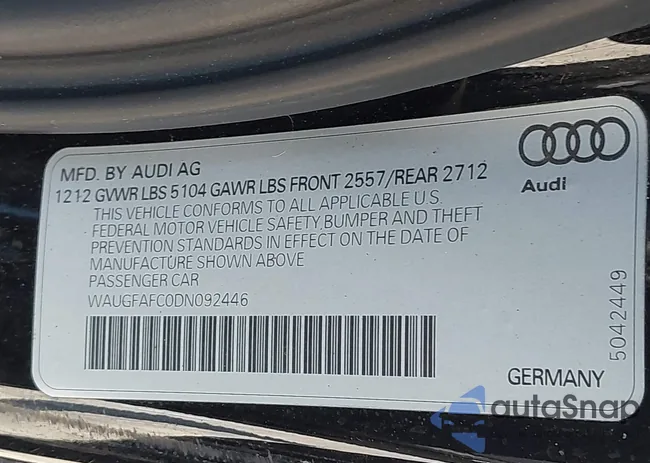 MFD. BY AUDI AG
12 12 GVWR LBS 5104 GAWR LBS FRONT 2557/REAR 2712
THIS VEHICLE CONFORMS TO ALL APPLICABLE U.S.
FEDERAL MOTOR VEHICLE SAFETY, BUMPER AND THEFT
PREVENTION STANDARDS IN EFFECT ON THE DATE OF
MANUFACTURE SHOWN ABOVE
PASSENGER CAR
WAUGFAFC0DN092446
Audi
5042449
GERMANY
autoSnap